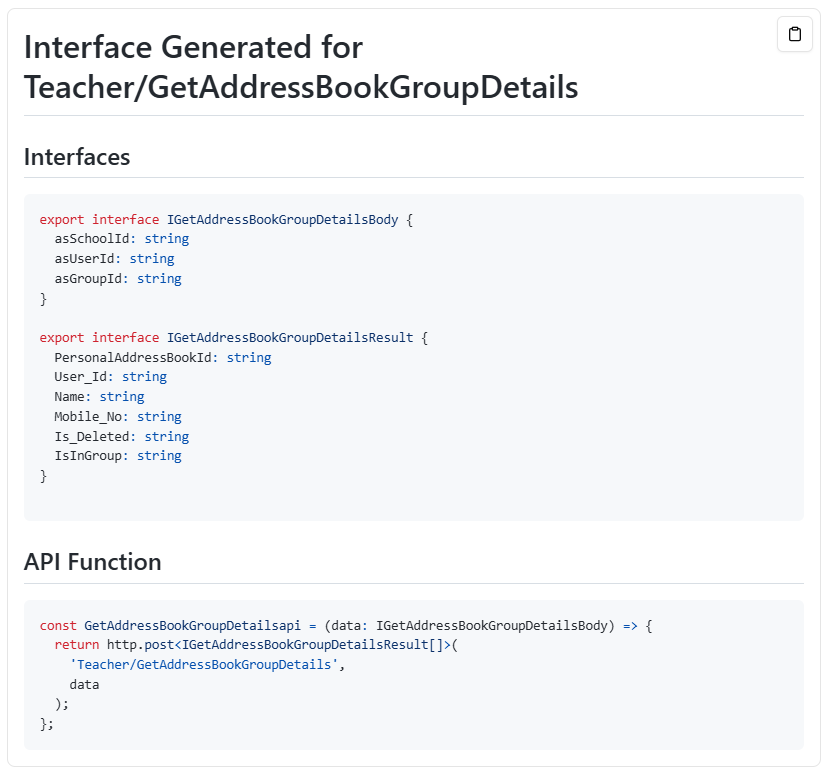 Interface Generated for
Teacher/GetAddressBookGroupDetails
Interfaces
export interface IGetAddressBookGroupDetailsBody {
  asSchoolId: string
  asUserId: string
  asGroupId: string
}
export interface IGetAddressBookGroupDetailsResult {
  PersonalAddressBookId: string
  User_Id: string
  Name: string
  Mobile_No: string
  Is_Deleted: string
  IsInGroup: string
}
API Function
const GetAddressBookGroupDetailsapi = (data: IGetAddressBookGroupDetailsBody) => {
  return http.post<IGetAddressBookGroupDetailsResult[]>(
    'Teacher/GetAddressBookGroupDetails',
    data
  );
};